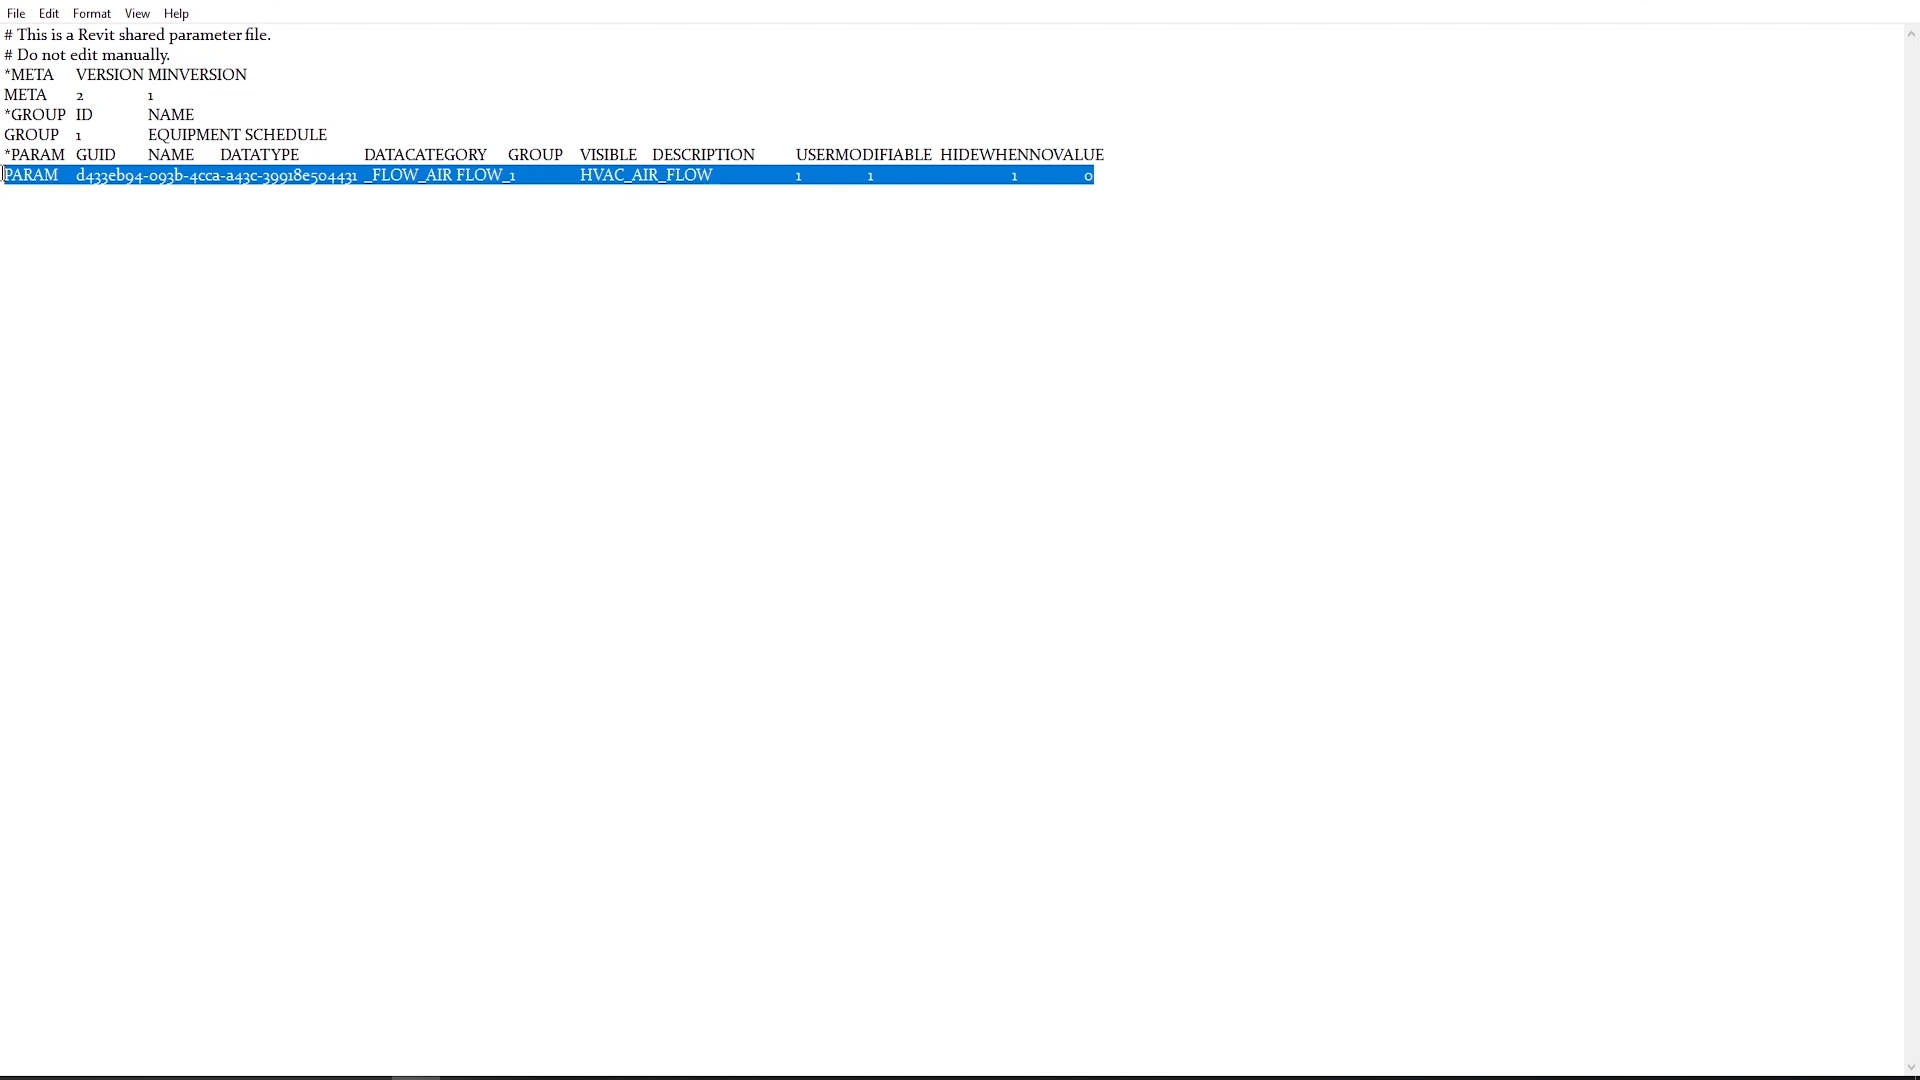 File Edit Format View Help
# This is a Revit shared parameter file.
# Do not edit manually.
*META VERSION MINVERSION
META 2 1
*GROUP ID NAME
GROUP 1 EQUIPMENT SCHEDULE
*PARAM GUID NAME DATATYPE DATACATEGORY GROUP VISIBLE DESCRIPTION USERMODIFIABLE HIDEWHENNOVALUE
PARAM d433eb94-093b-4cca-a43c-39918e504431 _FLOW_AIR FLOW_1 HVAC_AIR_FLOW 1 1 1 0